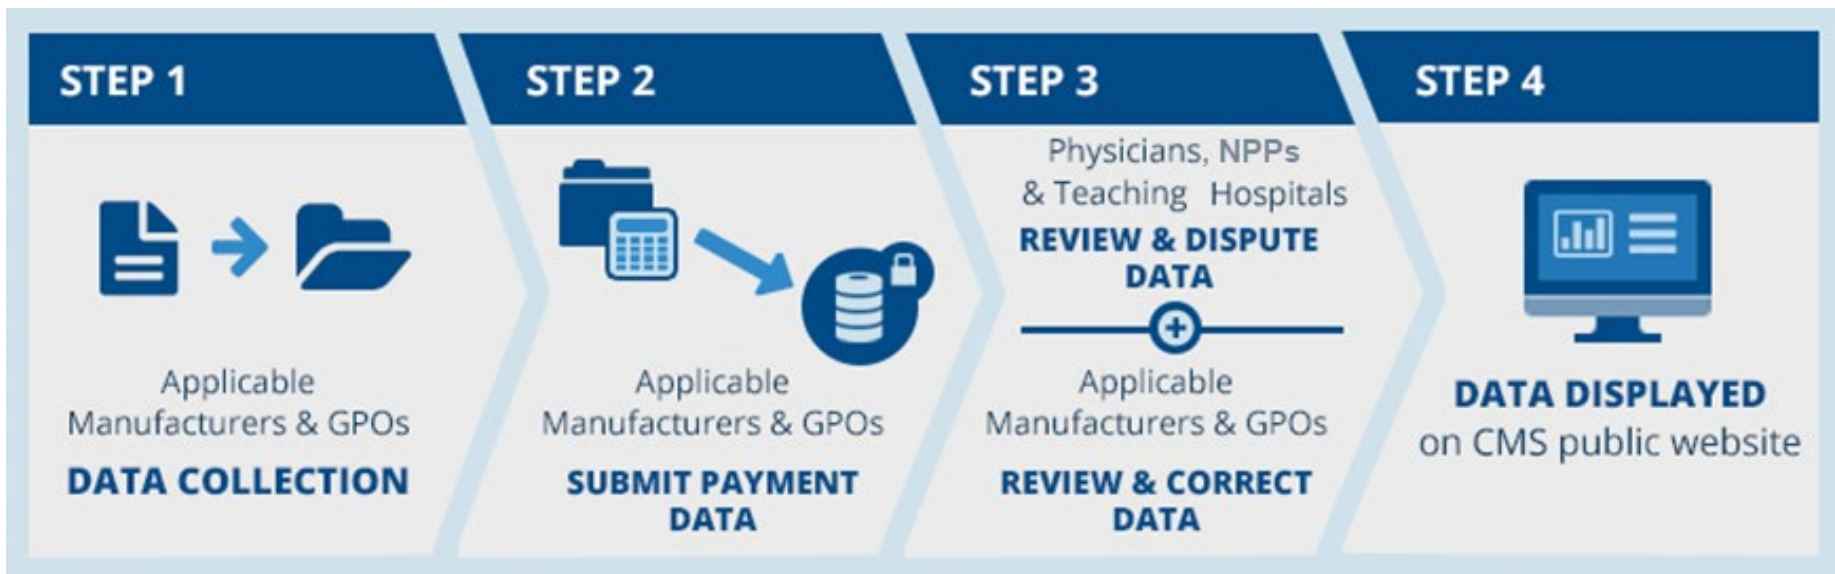 STEP 1
Applicable
Manufacturers & GPOs
DATA COLLECTION
STEP 2
Applicable
Manufacturers & GPOs
SUBMIT PAYMENT
DATA
STEP 3
Physicians, NPPs
& Teaching Hospitals
REVIEW & DISPUTE
DATA
Applicable
Manufacturers & GPOs
REVIEW & CORRECT
DATA
STEP 4
DATA DISPLAYED
on CMS public website